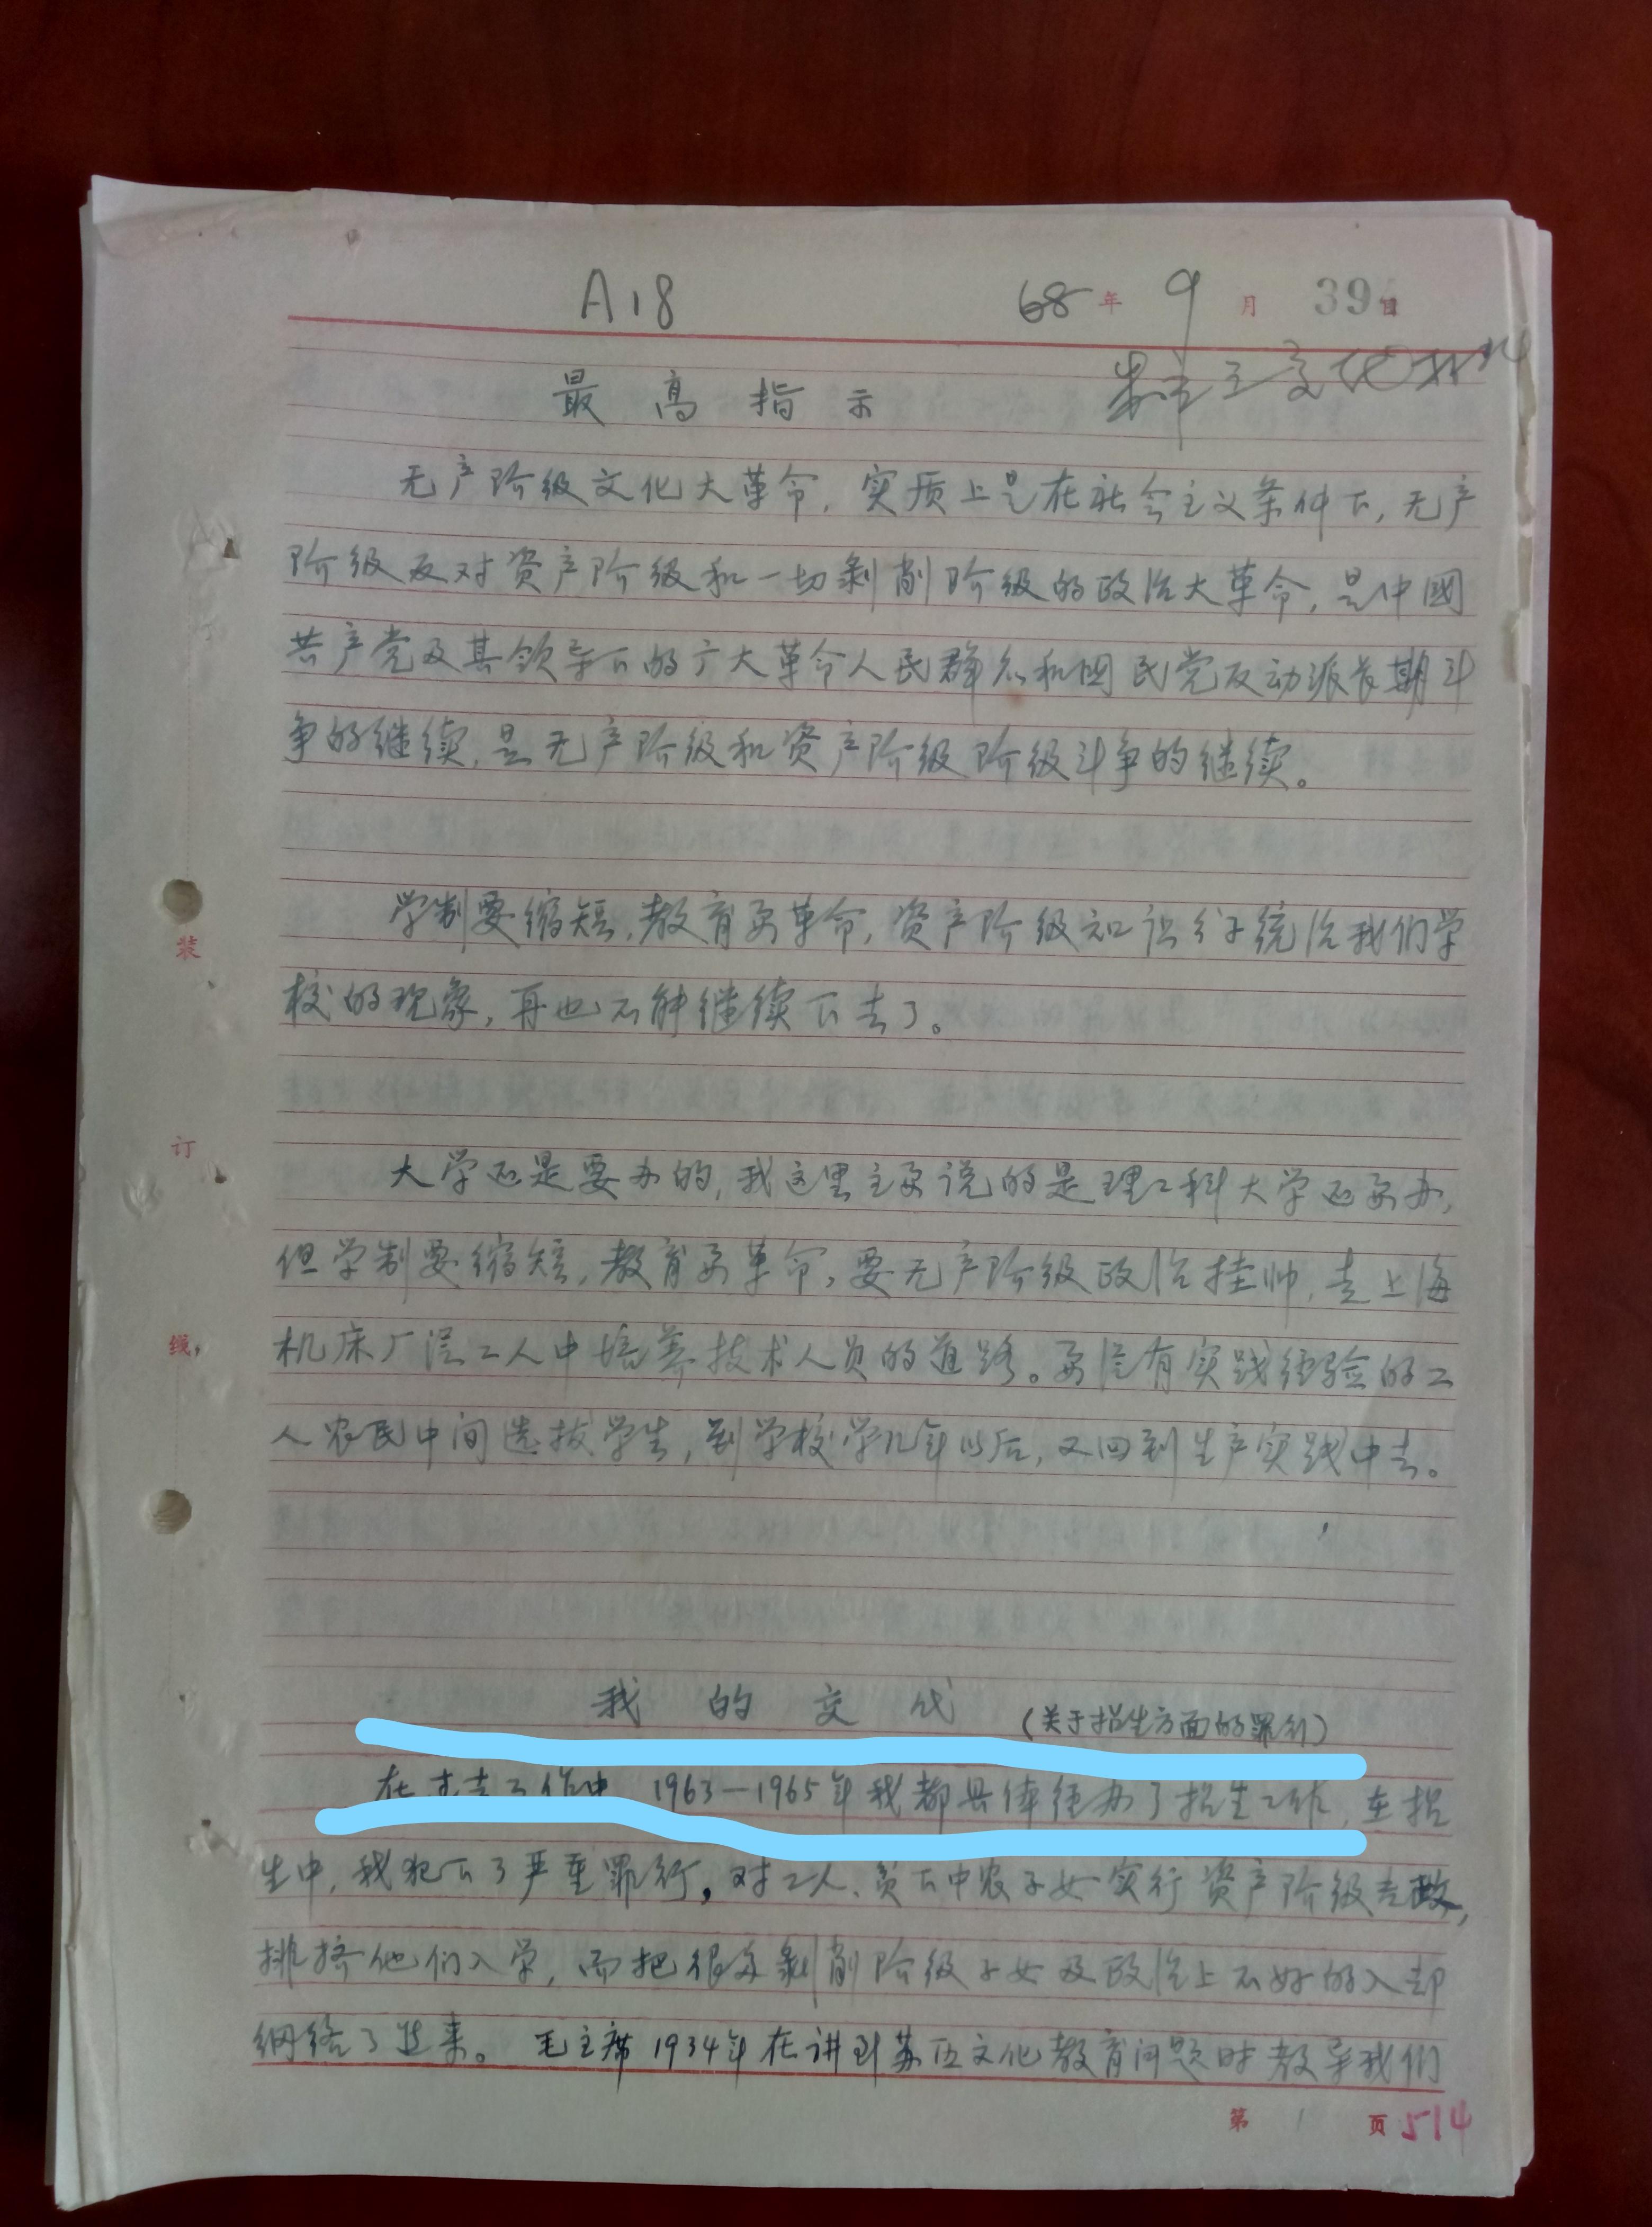 A18
68年9月39日
最高指示
无产阶级文化大革命,实质上是在社会主义条件下,无产
阶级反对资产阶级和一切剥削阶级的政治大革命,是中國
共产党及其领导下的广大革命人民群众和國民党反动派长期斗
争的继续,是无产阶级和资产阶级阶级斗争的继续。
学制要缩短,教育要革命,资产阶级知识分子统治我们学
校的现象,再也不能继续下去了。
大学还是要办的,我这里主要说的是理工科大学还要办,
但学制要缩短,教育要革命,要无产阶级政治挂帅,走上海
机床厂从工人中培养技术人员的道路。要从有实践经验的工
人农民中间选拔学生,到学校学几年以后,又回到生产实践中去。
我的交代
(关于招生方面的罪行)
在过去工作中 1963—1965年我都具体经办了招生工作,在招
生中,我犯下了严重罪行。对工人、贫下中农子女实行资产阶级专政,
排挤他们入学,而把很多剥削阶级子女及政治上不好的人却
网络了进来。毛主席1934年在讲到苏区文化教育问题时教导我们
装
订
线
第1页 514